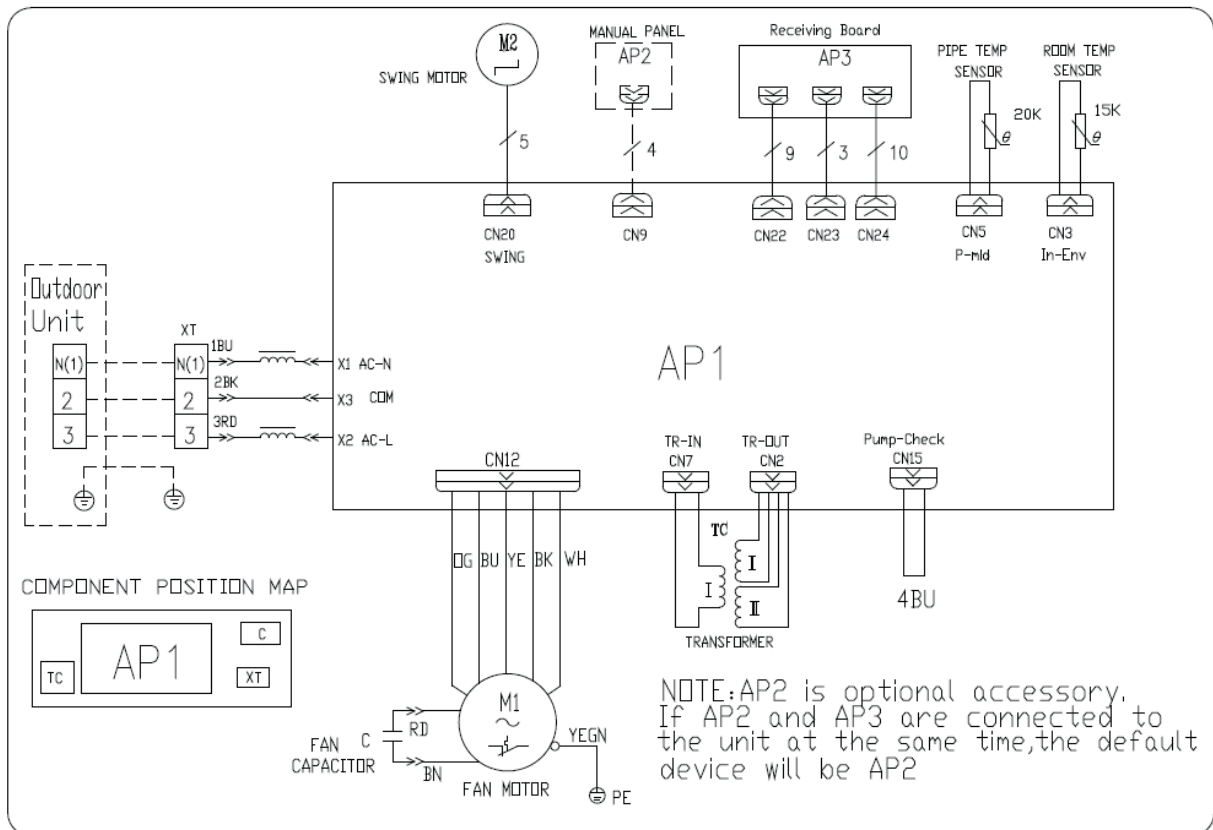 M2
SWING MOTOR
5
MANUAL PANEL
AP2
4
Receiving Board
AP3
9
3
10
PIPE TEMP
SENSOR
20K
θ
ROOM TEMP
SENSOR
15K
θ
CN20
SWING
CN9
CN22
CN23
CN24
CN5
P-mld
CN3
In-Env
Outdoor
Unit
N(1)
2
3
XT
N(1)
2
3
1BU
2BK
3RD
X1 AC-N
X3 COM
X2 AC-L
AP1
CN12
TR-IN
CN7
TR-OUT
CN2
Pump-Check
CN15
OG BU YE BK WH
TC
I
I
II
TRANSFORMER
4BU
COMPONENT POSITION MAP
TC
AP1
C
XT
M1
~
FAN MOTOR
FAN
CAPACITOR
C
RD
BN
YEGN
PE
NOTE:AP2 is optional accessory.
If AP2 and AP3 are connected to
the unit at the same time,the default
device will be AP2